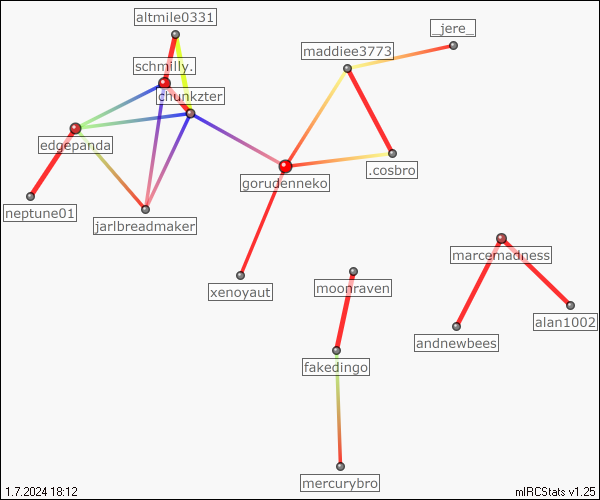 altmile0331
_jere_
maddiee3773
schmilly.
chunkzter
edgepanda
.cosbro
gorudenneko
neptune01
jarlbreadmaker
marcemadness
xenoyaut
moonraven
alan1002
andnewbees
fakedingo
mercurybro
1.7.2024 18:12
mIRCStats v1.25